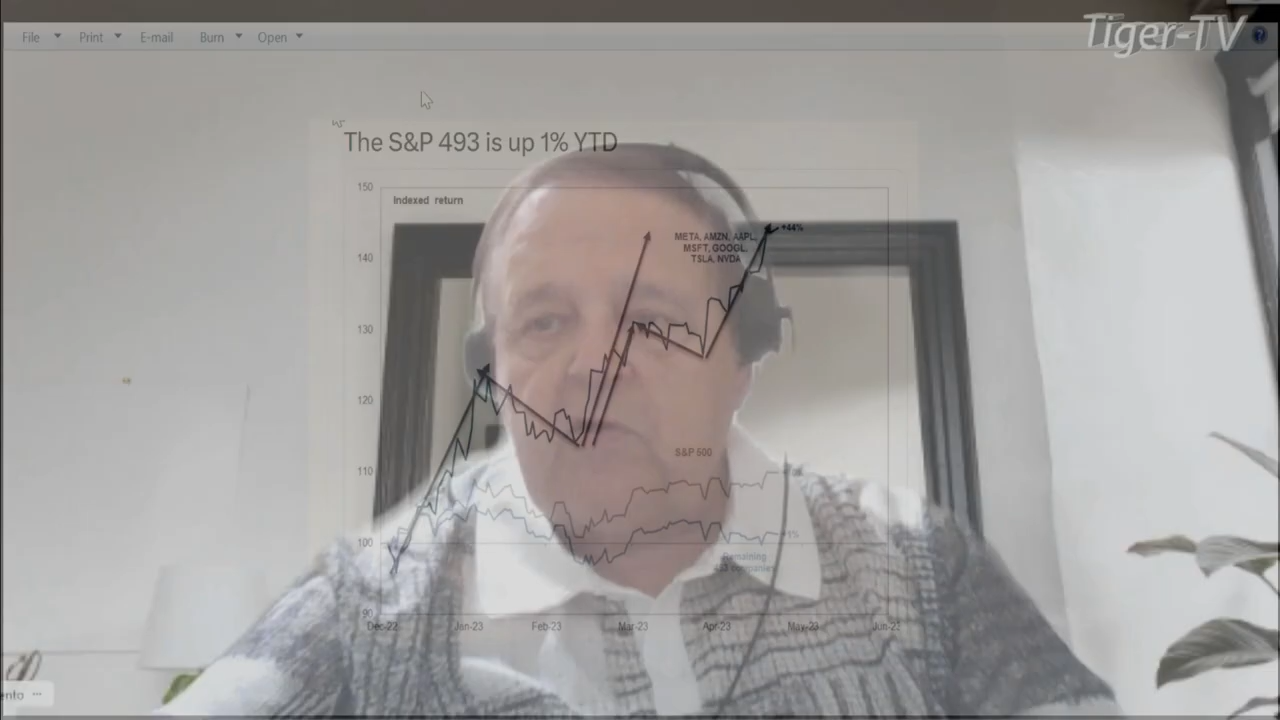 Tiger-TV
File Print E-mail Burn Open
The S&P 493 is up 1% YTD
150
Indexed return
+44%
META, AMZN, AAPL,
MSFT, GOOGL,
TSLA, NVDA
140
130
120
S&P 500
110
100
Remaining
493 companies
90
Dec-22 Jan-23 Feb-23 Mar-23 Apr-23 May-23 Jun-23
ento ...